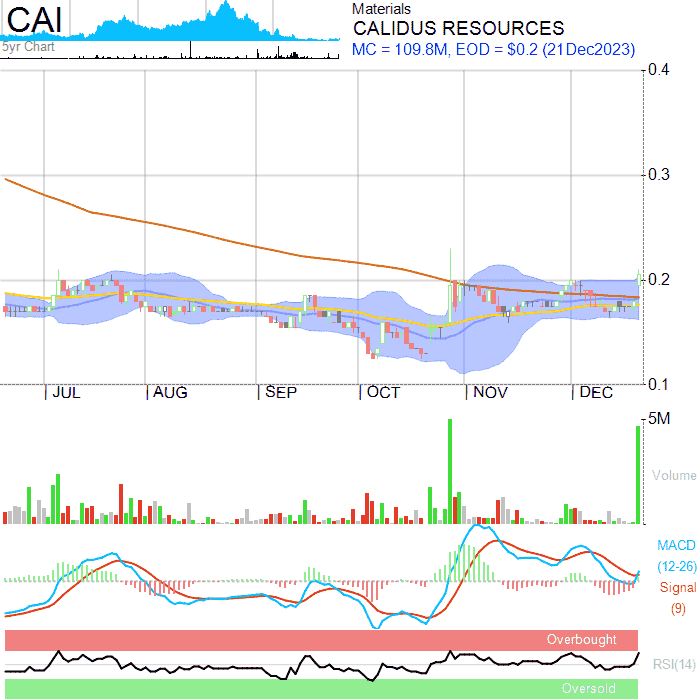 CAI
5yr Chart
Materials
CALIDUS RESOURCES
MC = 109.8M, EOD = $0.2 (21Dec2023)
0.4
0.3
0.2
0.1
JUL AUG SEP OCT NOV DEC
5M
Volume
MACD
(12-26)
Signal
(9)
Overbought
RSI(14)
Oversold